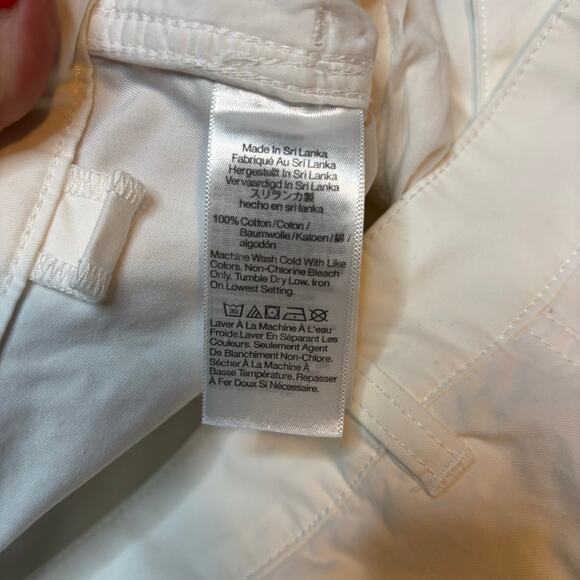 Made In Sri Lanka
Fabriqué Au Sri Lanka
Hergestellt In Sri Lanka
Vervaardigd In Sri Lanka
スリランカ製
hecho en sri lanka
100% Cotton/Coton/
Baumwolle/Katoen/綿/
algodón
Machine Wash Cold With Like
Colors. Non-Chlorine Bleach
Only. Tumble Dry Low. Iron
On Lowest Setting.
30
Laver À La Machine À L'eau
Froide.Laver En Séparant Les
Couleurs. Seulement Agent
De Blanchiment Non-Chlore.
Sécher À La Machine À
Basse Température. Repasser
À Fer Doux Si Nécessaire.